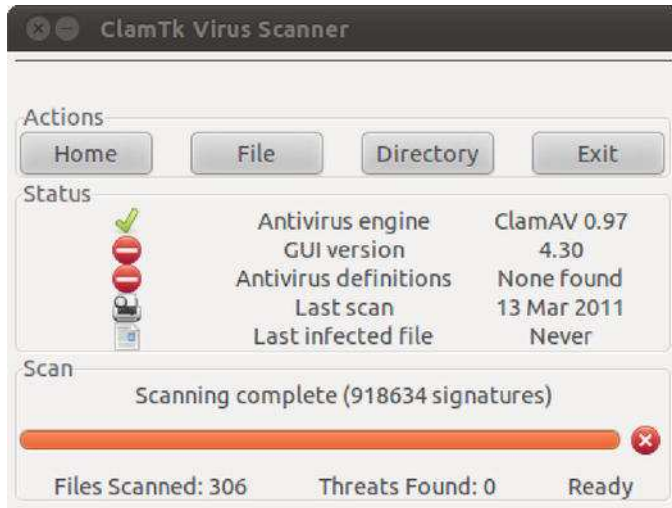 ClamTk Virus Scanner
Actions
Home File Directory Exit
Status
Antivirus engine ClamAV 0.97
GUI version 4.30
Antivirus definitions None found
Last scan 13 Mar 2011
Last infected file Never
Scan
Scanning complete (918634 signatures)
Files Scanned: 306 Threats Found: 0 Ready